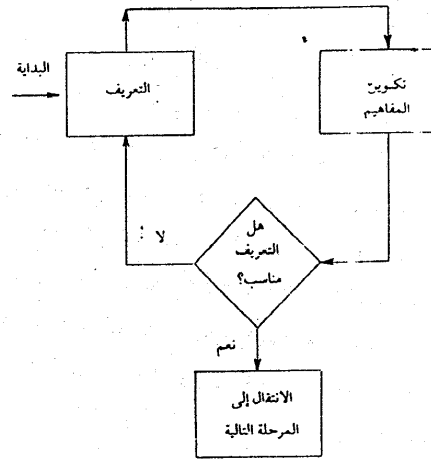 البداية
التعريف
تكوين
المفاهيم
هل
التعريف
مناسب؟
لا
نعم
الانتقال إلى
المرحلة التالية